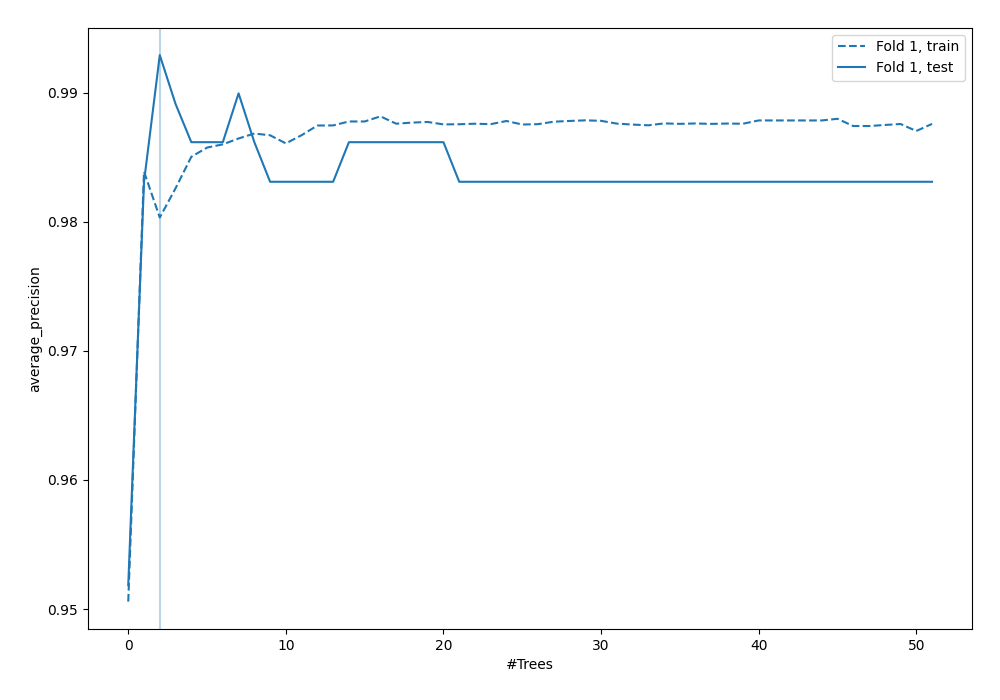 Fold 1, train
Fold 1, test
average_precision
0.99
0.98
0.97
0.96
0.95
0 10 20 30 40 50
#Trees